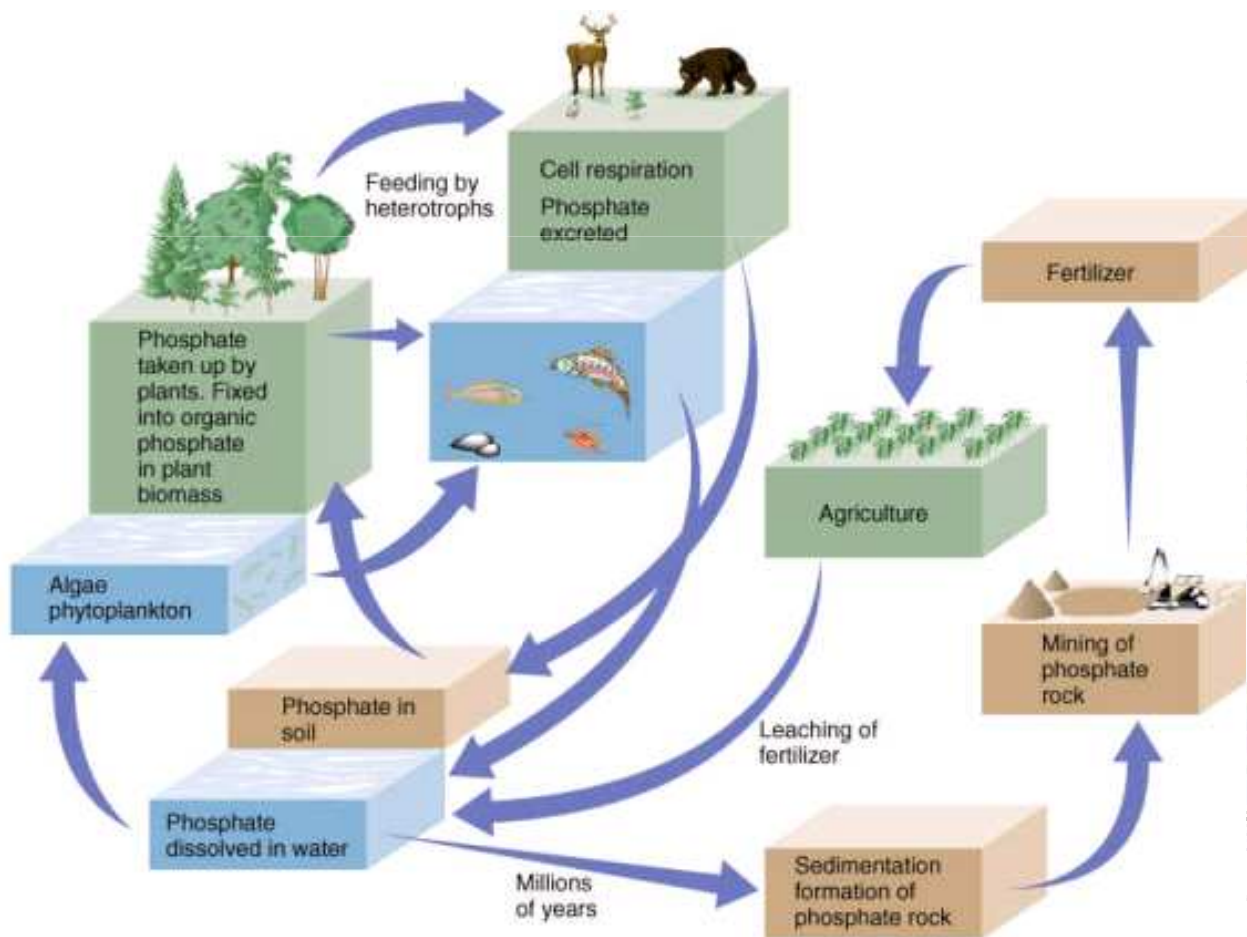 Cell respiration
Phosphate
excreted
Feeding by
heterotrophs
Fertilizer
Phosphate
taken up by
plants. Fixed
into organic
phosphate
in plant
biomass
Agriculture
Algae
phytoplankton
Mining of
phosphate
rock
Phosphate in
soil
Leaching of
fertilizer
Phosphate
dissolved in water
Millions
of years
Sedimentation
formation of
phosphate rock